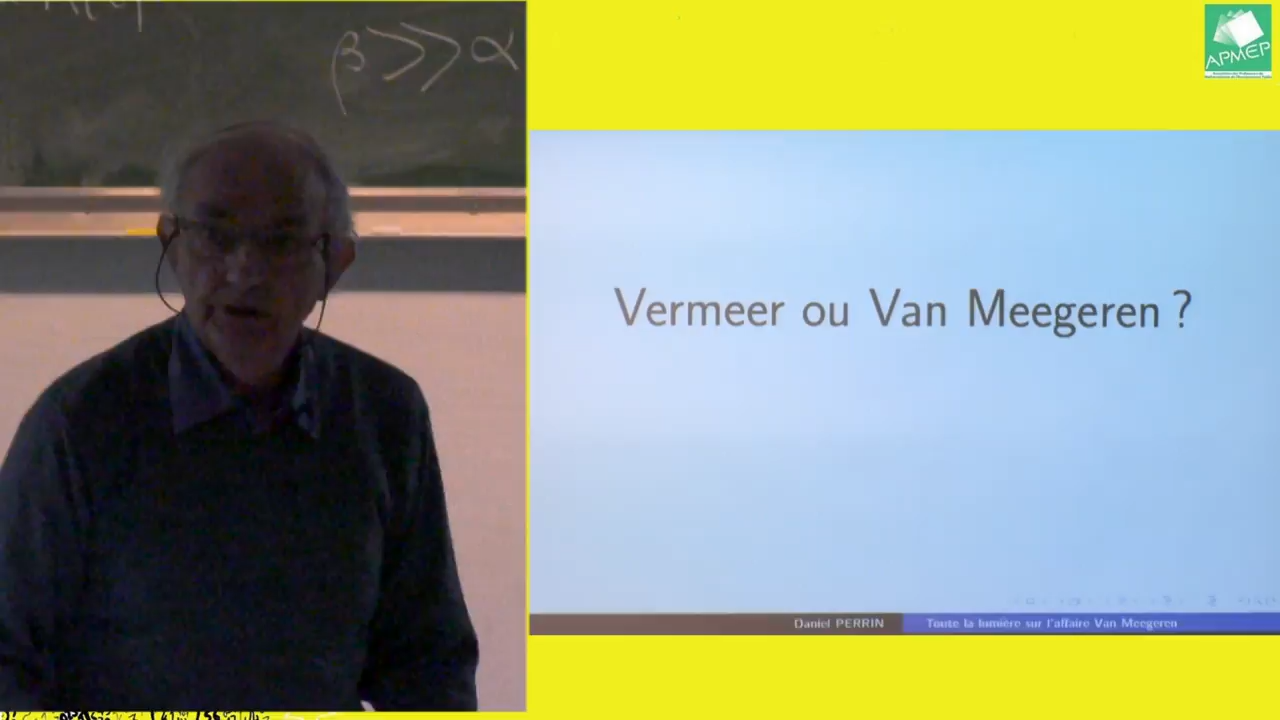 β >> α
APMEP
Vermeer ou Van Meegeren ?
Daniel PERRIN
Toute la lumière sur l'affaire Van Meegeren